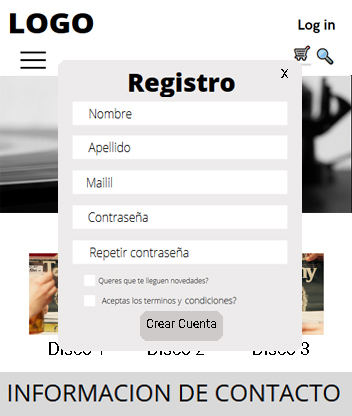 LOGO
Log in
X
Registro
Nombre
Apellido
Mailil
Contraseña
Repetir contraseña
Queres que te lleguen novedades?
Aceptas los terminos y condiciones?
Crear Cuenta
Disco 1 Disco 2 Disco 3
INFORMACION DE CONTACTO